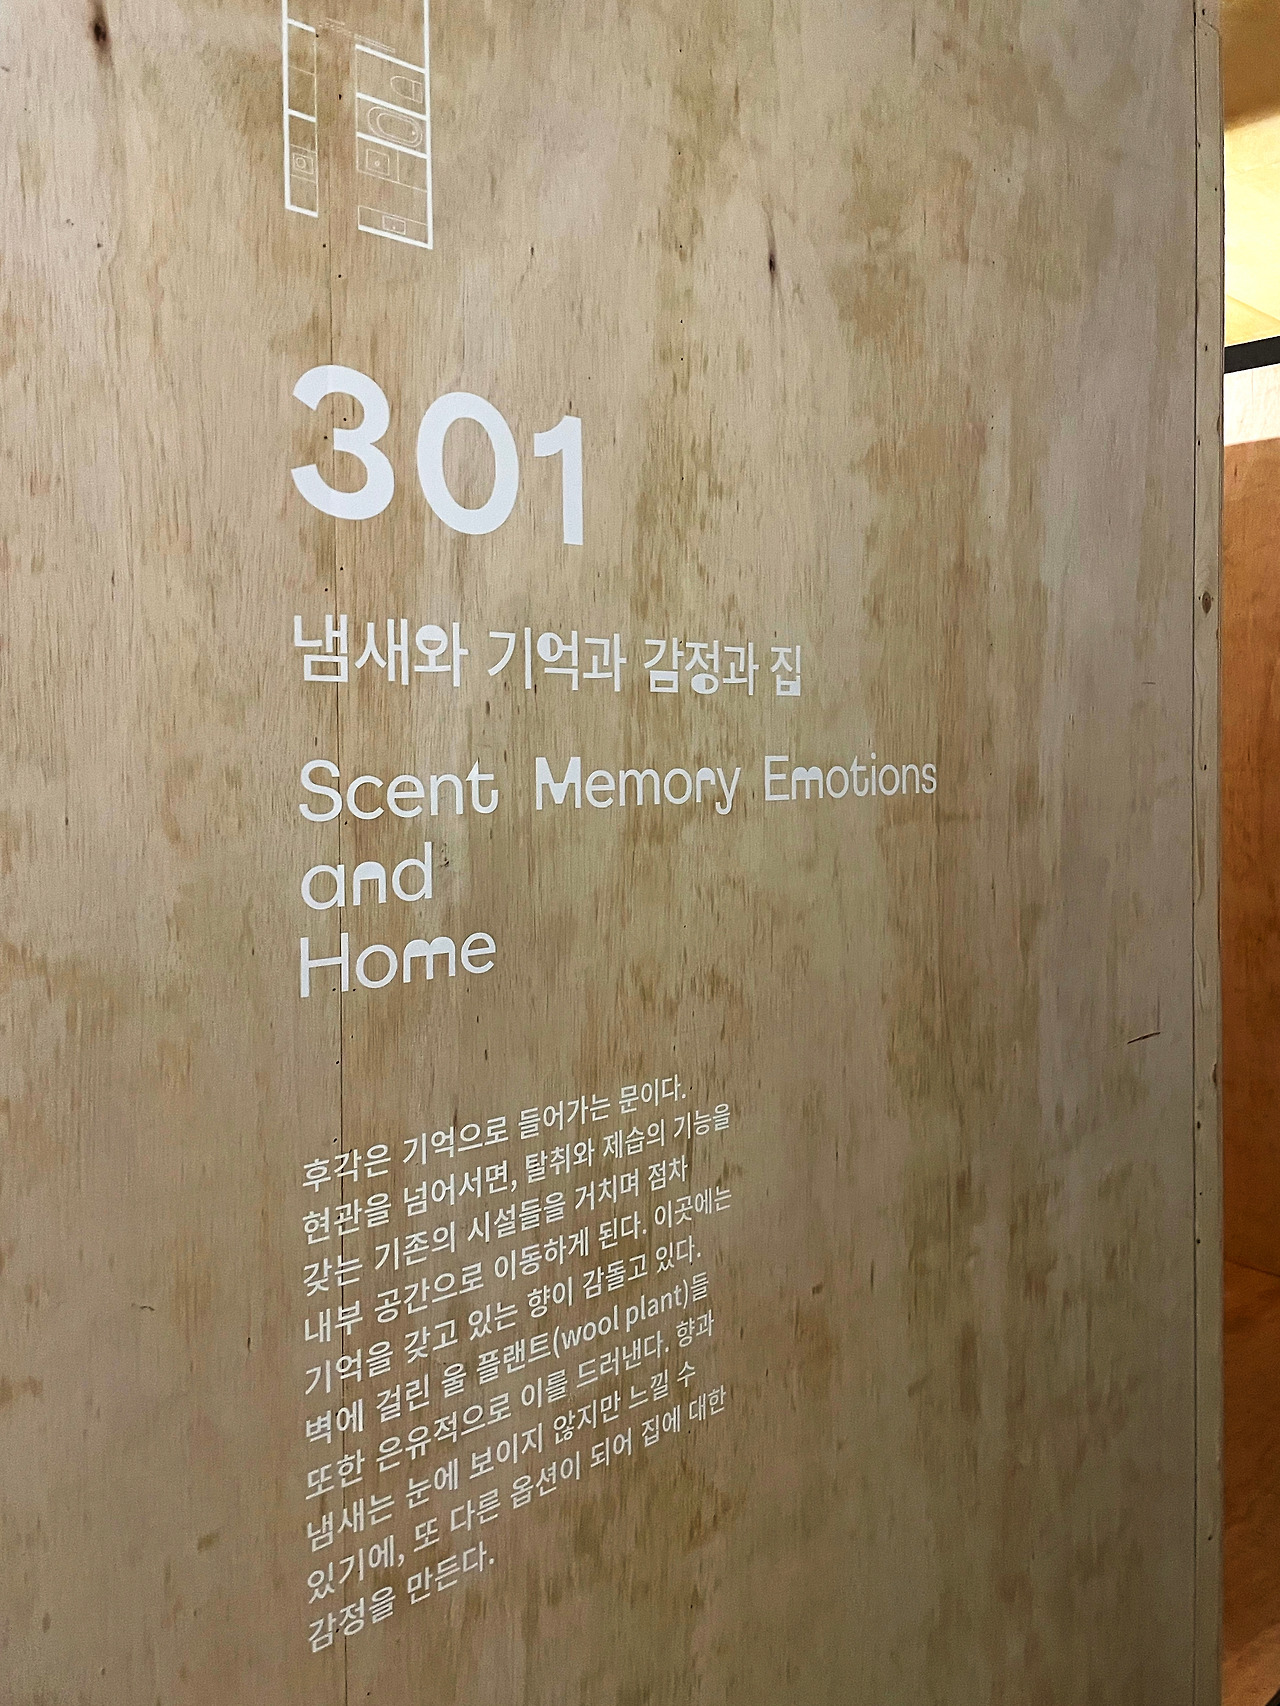 301
냄새와 기억과 감정과 집
Scent Memory Emotions
and
Home
후각은 기억으로 들어가는 문이다.
현관을 넘어서면, 탈취와 제습의 기능을
갖는 기존의 시설들을 거치며 점차
내부 공간으로 이동하게 된다. 이곳에는
기억을 갖고 있는 향이 감돌고 있다.
벽에 걸린 울 플랜트(wool plant)들
또한 은유적으로 이를 드러낸다. 향과
냄새는 눈에 보이지 않지만 느낄 수
있기에, 또 다른 옵션이 되어 집에 대한
감정을 만든다.